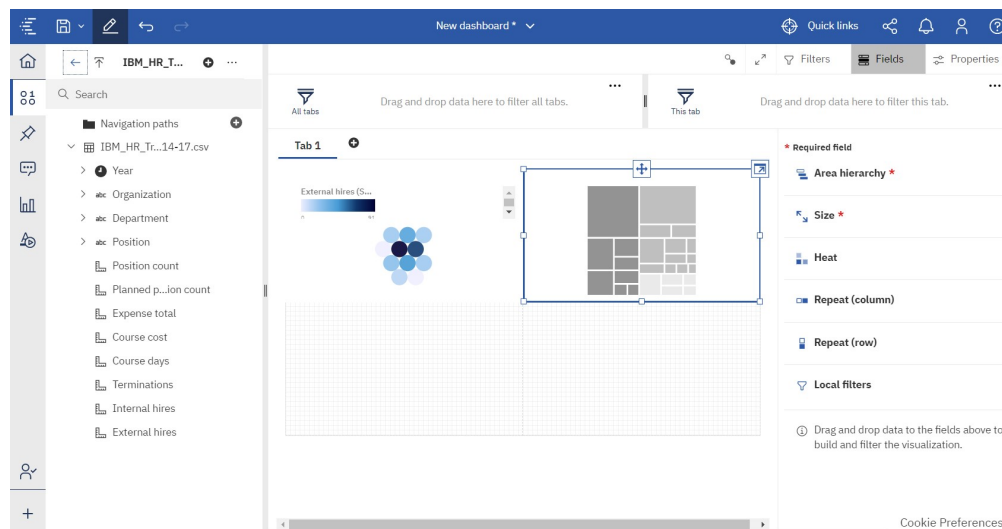 New dashboard *
Quick links
IBM_HR_T...
Filters
Fields
Properties
Search
All tabs
Drag and drop data here to filter all tabs.
This tab
Drag and drop data here to filter this tab.
Navigation paths
IBM_HR_Tr...14-17.csv
Year
abc Organization
abc Department
abc Position
Position count
Planned p...ion count
Expense total
Course cost
Course days
Terminations
Internal hires
External hires
Tab 1
External hires (S...
* Required field
Area hierarchy *
Size *
Heat
Repeat (column)
Repeat (row)
Local filters
Drag and drop data to the fields above to
build and filter the visualization.
Cookie Preferences